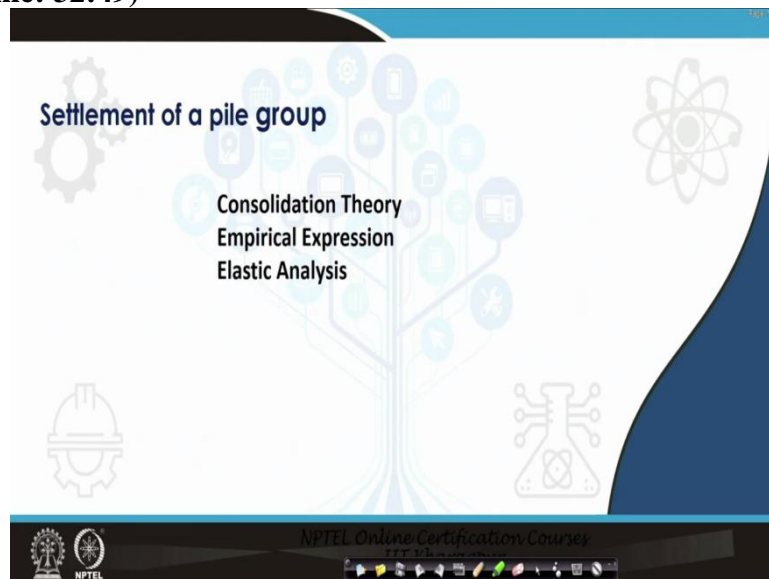 Settlement of a pile group
Consolidation Theory
Empirical Expression
Elastic Analysis
NPTEL Online Certification Courses
NPTEL